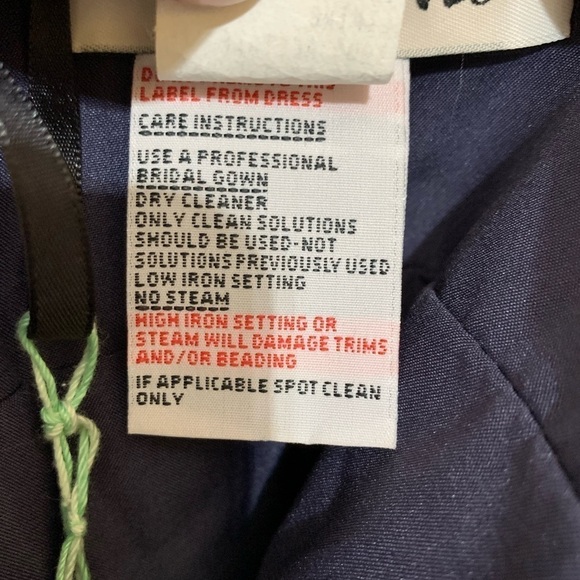 LABEL FROM DRESS
CARE INSTRUCTIONS
USE A PROFESSIONAL
BRIDAL GOWN
DRY CLEANER
ONLY CLEAN SOLUTIONS
SHOULD BE USED-NOT
SOLUTIONS PREVIOUSLY USED
LOW IRON SETTING
NO STEAM
HIGH IRON SETTING OR
STEAM WILL DAMAGE TRIMS
AND/OR BEADING
IF APPLICABLE SPOT CLEAN
ONLY